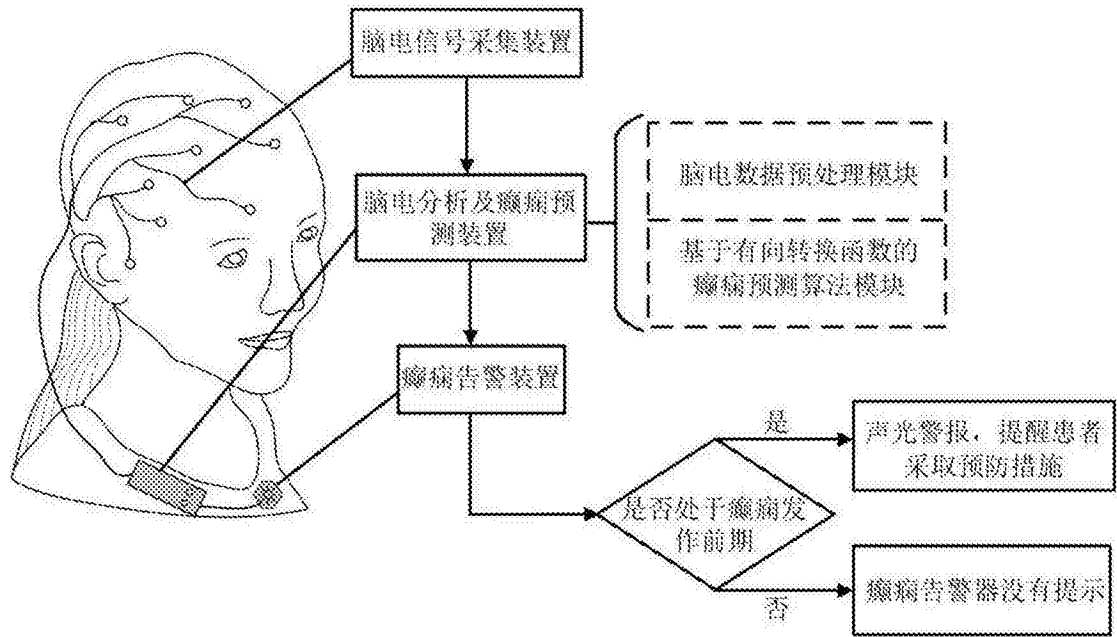 脑电信号采集装置
脑电数据预处理模块
脑电分析及癫痫预
测装置
基于有向转换函数的
癫痫预测算法模块
癫痫告警装置
是
声光警报，提醒患者
采取预防措施
是否处于癫痫发
作前期
否
癫痫告警器没有提示